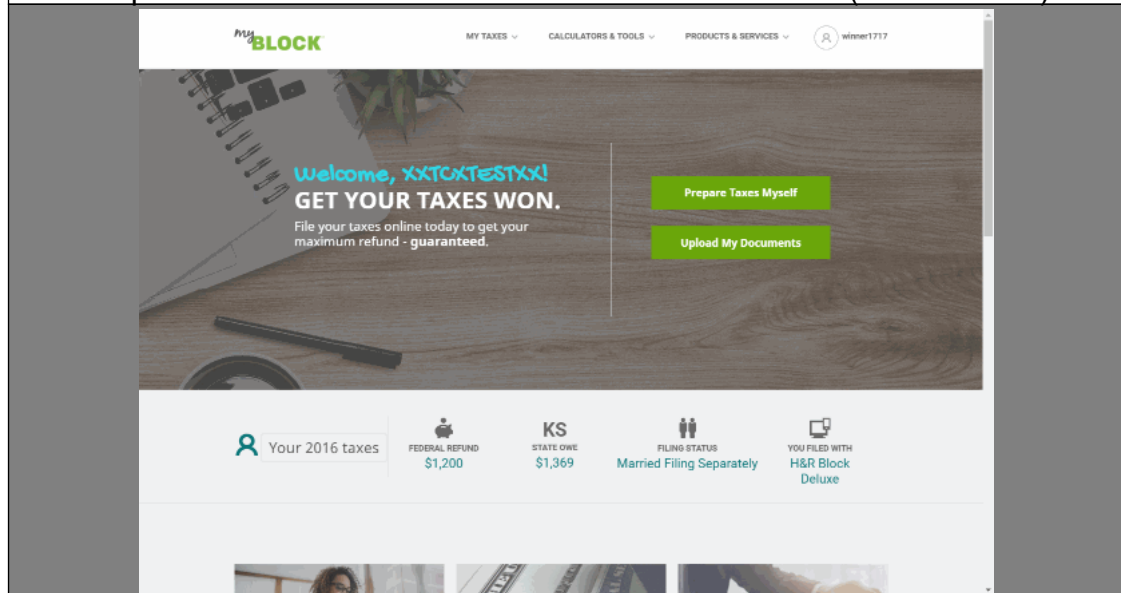 my
BLOCK
MY TAXES
CALCULATORS & TOOLS
PRODUCTS & SERVICES
winner1717
Welcome, XXTCXTESTXX!
GET YOUR TAXES WON.
File your taxes online today to get your
maximum refund - guaranteed.
Prepare Taxes Myself
Upload My Documents
Your 2016 taxes
FEDERAL REFUND
$1,200
KS
STATE OWE
$1,369
FILING STATUS
Married Filing Separately
YOU FILED WITH
H&R Block
Deluxe